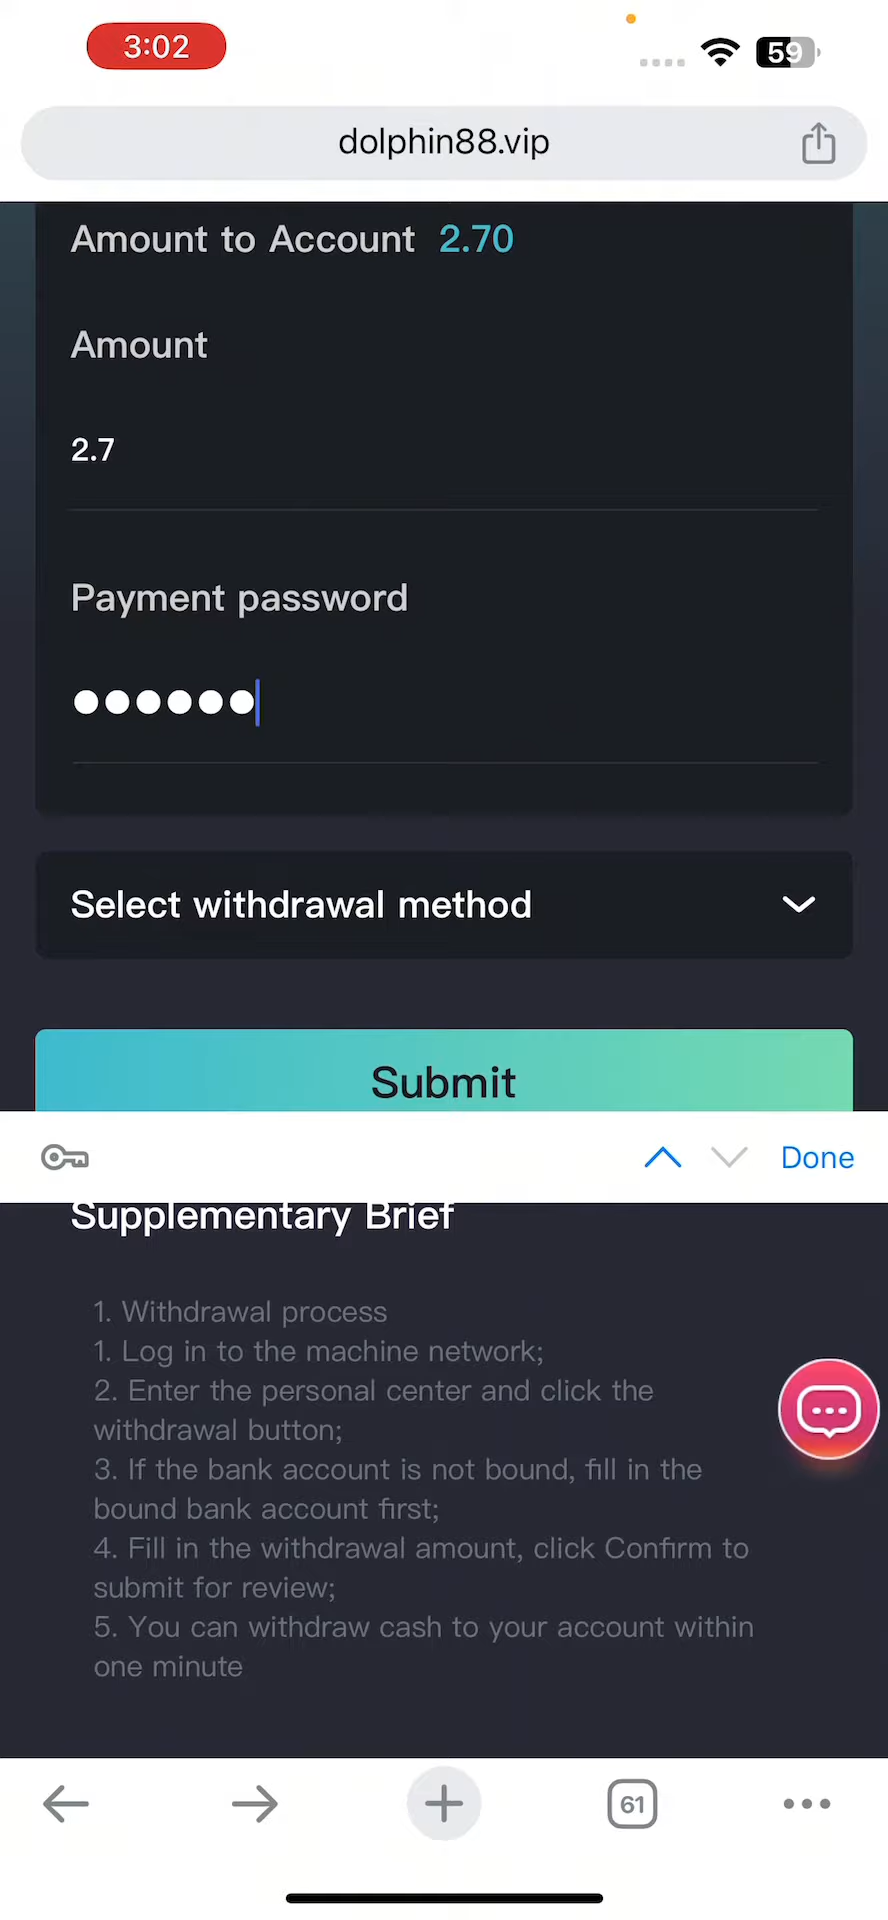 3:02
59
dolphin88.vip
Amount to Account 2.70
Amount
2.7
Payment password
Select withdrawal method
Submit
Done
Supplementary Brief
1. Withdrawal process
1. Log in to the machine network;
2. Enter the personal center and click the
withdrawal button;
3. If the bank account is not bound, fill in the
bound bank account first;
4. Fill in the withdrawal amount, click Confirm to
submit for review;
5. You can withdraw cash to your account within
one minute
61